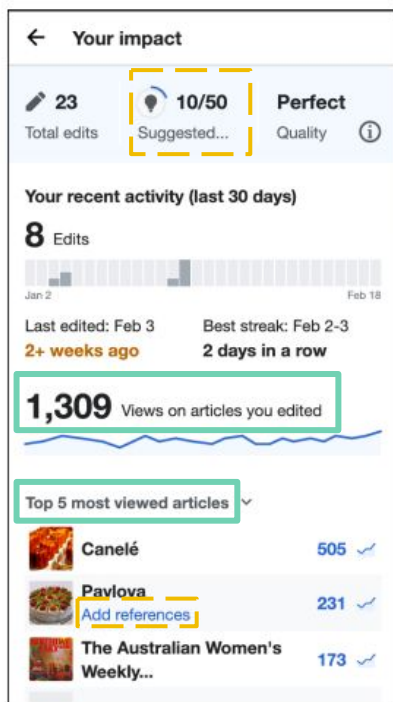 ← Your impact
23 10/50 Perfect
Total edits Suggested... Quality
Your recent activity (last 30 days)
8 Edits
Jan 2 Feb 18
Last edited: Feb 3 Best streak: Feb 2-3
2+ weeks ago 2 days in a row
1,309 Views on articles you edited
Top 5 most viewed articles
Canelé 505
Pavlova
Add references 231
The Australian Women's
Weekly... 173